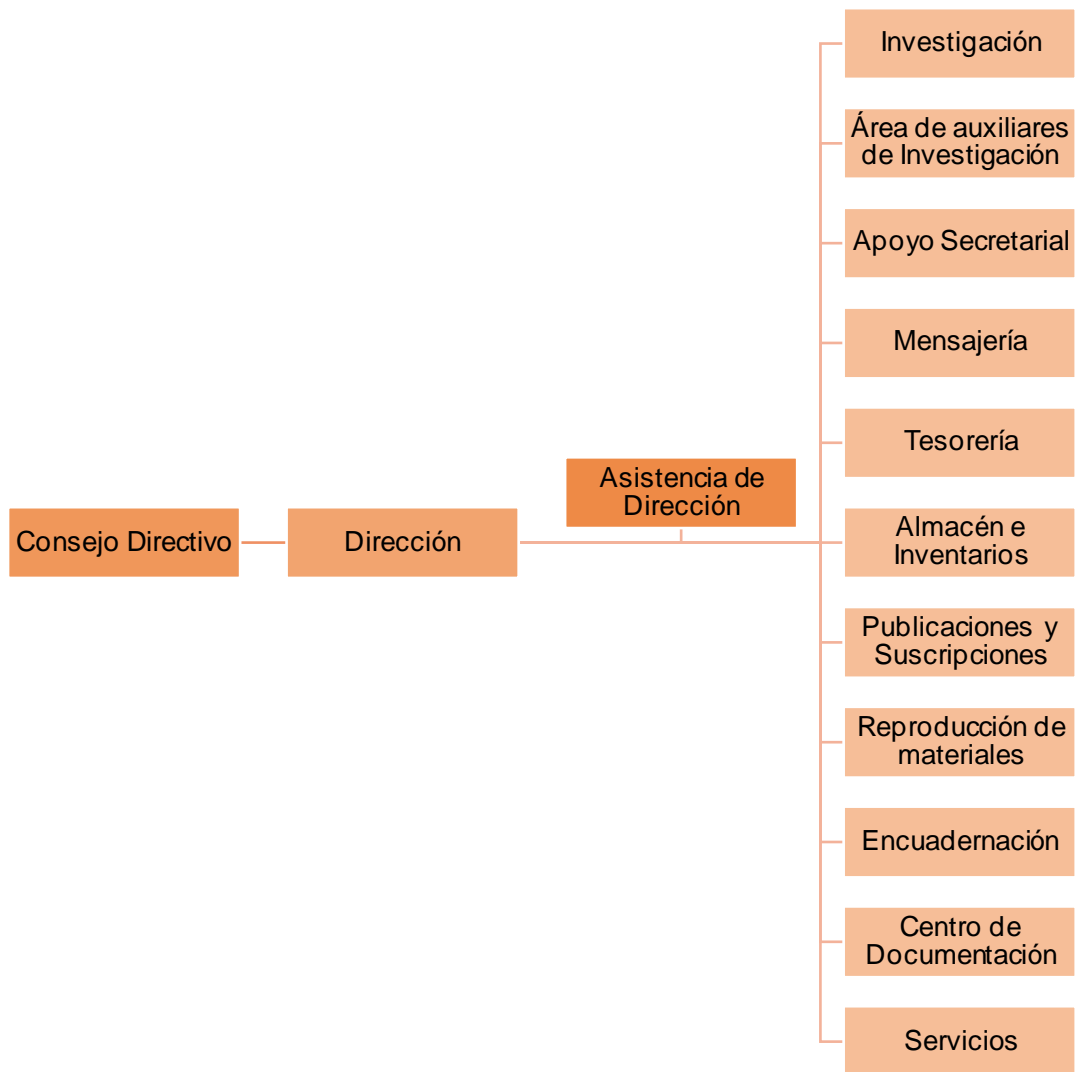 Investigación
Área de auxiliares
de Investigación
Apoyo Secretarial
Mensajería
Tesorería
Asistencia de
Dirección
Consejo Directivo
Dirección
Almacén e
Inventarios
Publicaciones y
Suscripciones
Reproducción de
materiales
Encuadernación
Centro de
Documentación
Servicios